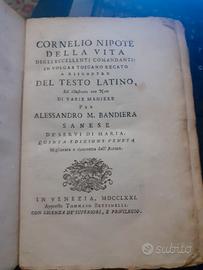 CORNELIO NIPOTE
DELLA VITA
DEGLI ECCELLENTI COMANDANTI:
IN VOLGAR TOSCANO RECATO
A RISCONTRO
DEL TESTO LATINO,
Ed illustrato con Note
DI VARIE MANIERE
Per
ALESSANDRO M. BANDIERA
SANESE
DE' SERVI DI MARIA.
QUINTA EDIZIONE VENETA
Migliorata e ricorretta dall'Autore.
IN VENEZIA, MDCCLXXI.
Appresso Tommaso Bettinelli.
CON LICENZA DE' SUPERIORI, E PRIVILEGIO.
subito